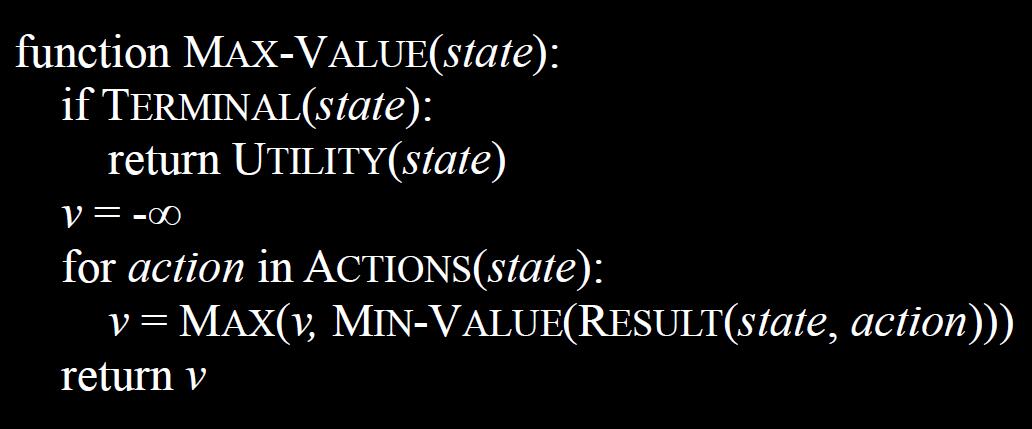 function MAX-VALUE(state):
if TERMINAL(state):
return UTILITY(state)
v = -∞
for action in ACTIONS(state):
v = MAX(v, MIN-VALUE(RESULT(state, action)))
return v